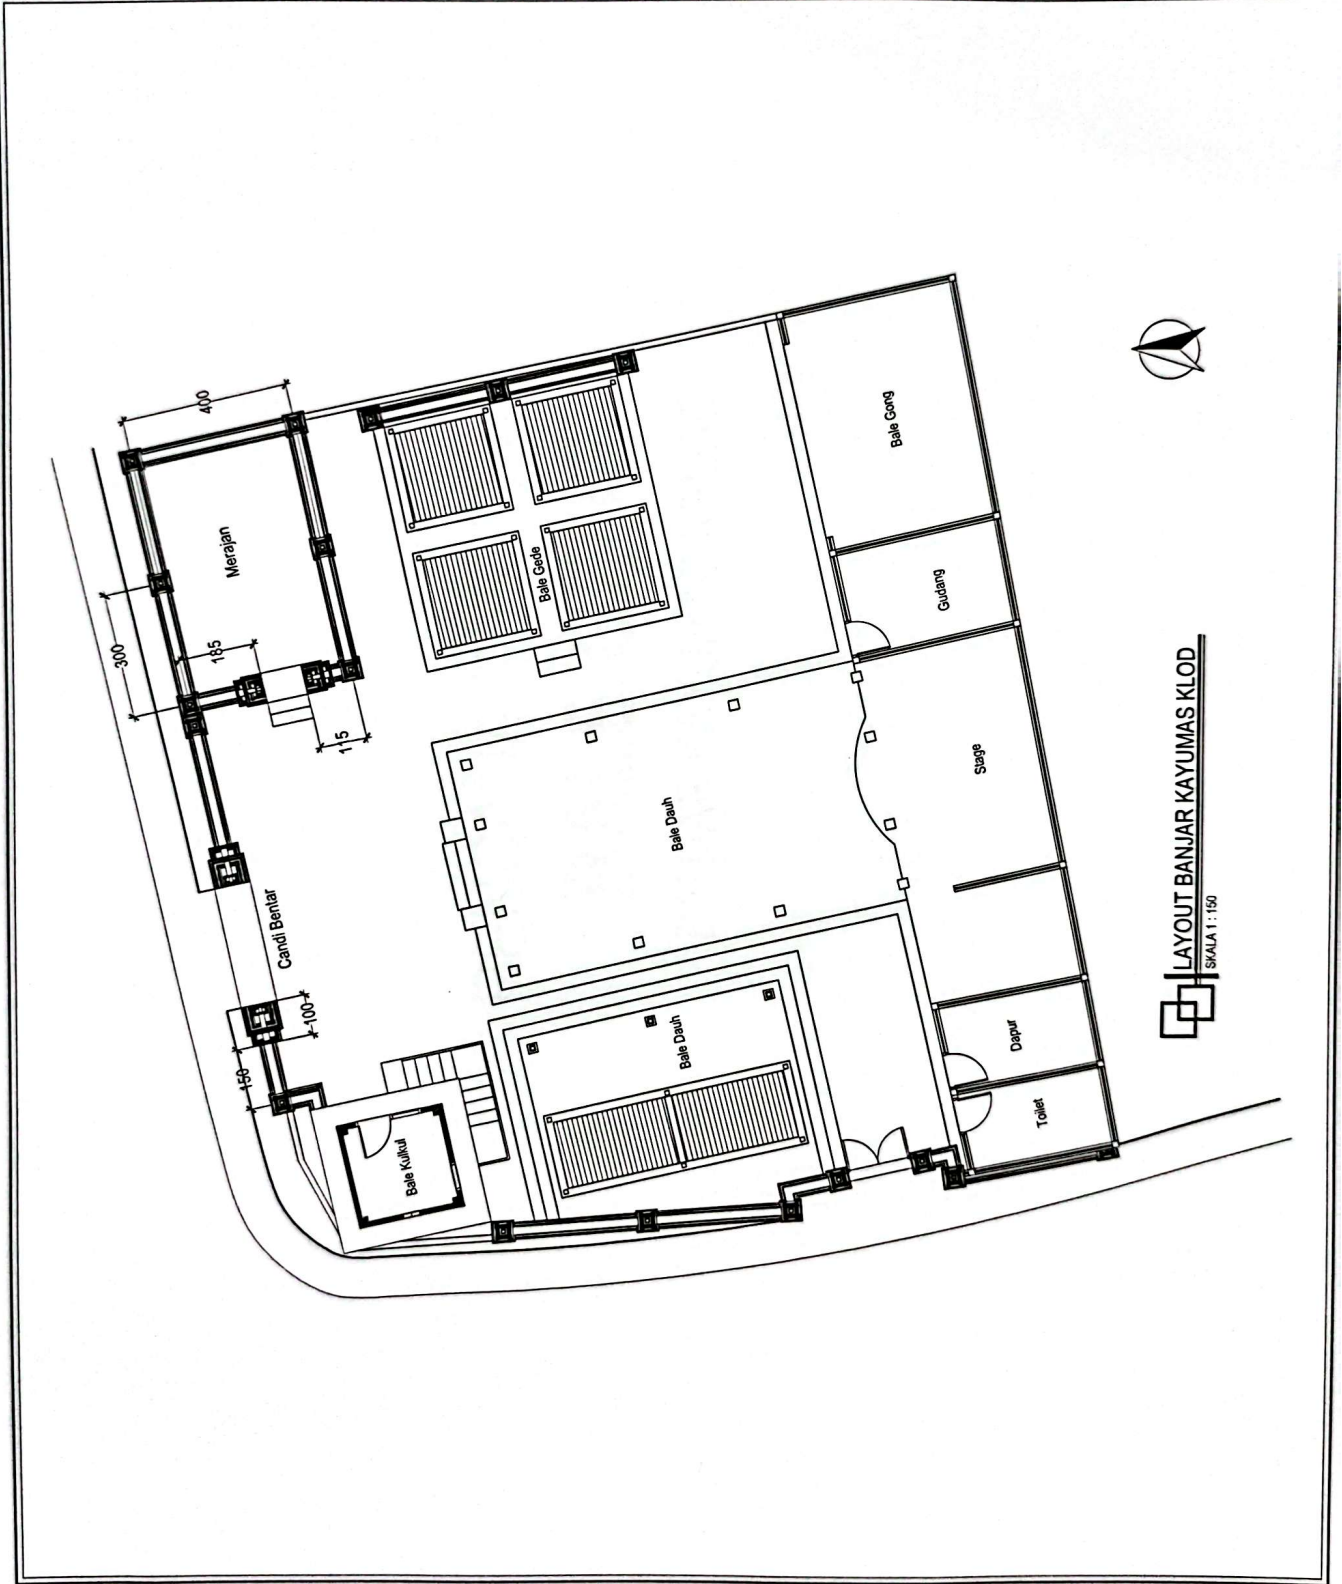 400
Merajan
300
185
115
Candi Bentar
100
150
Bale Gede
Bale Gong
Gudang
Bale Dauh
Stage
Bale Dauh
Bale Kulkul
Dapur
Toilet
LAYOUT BANJAR KAYUMAS KLOD
SKALA 1 : 150